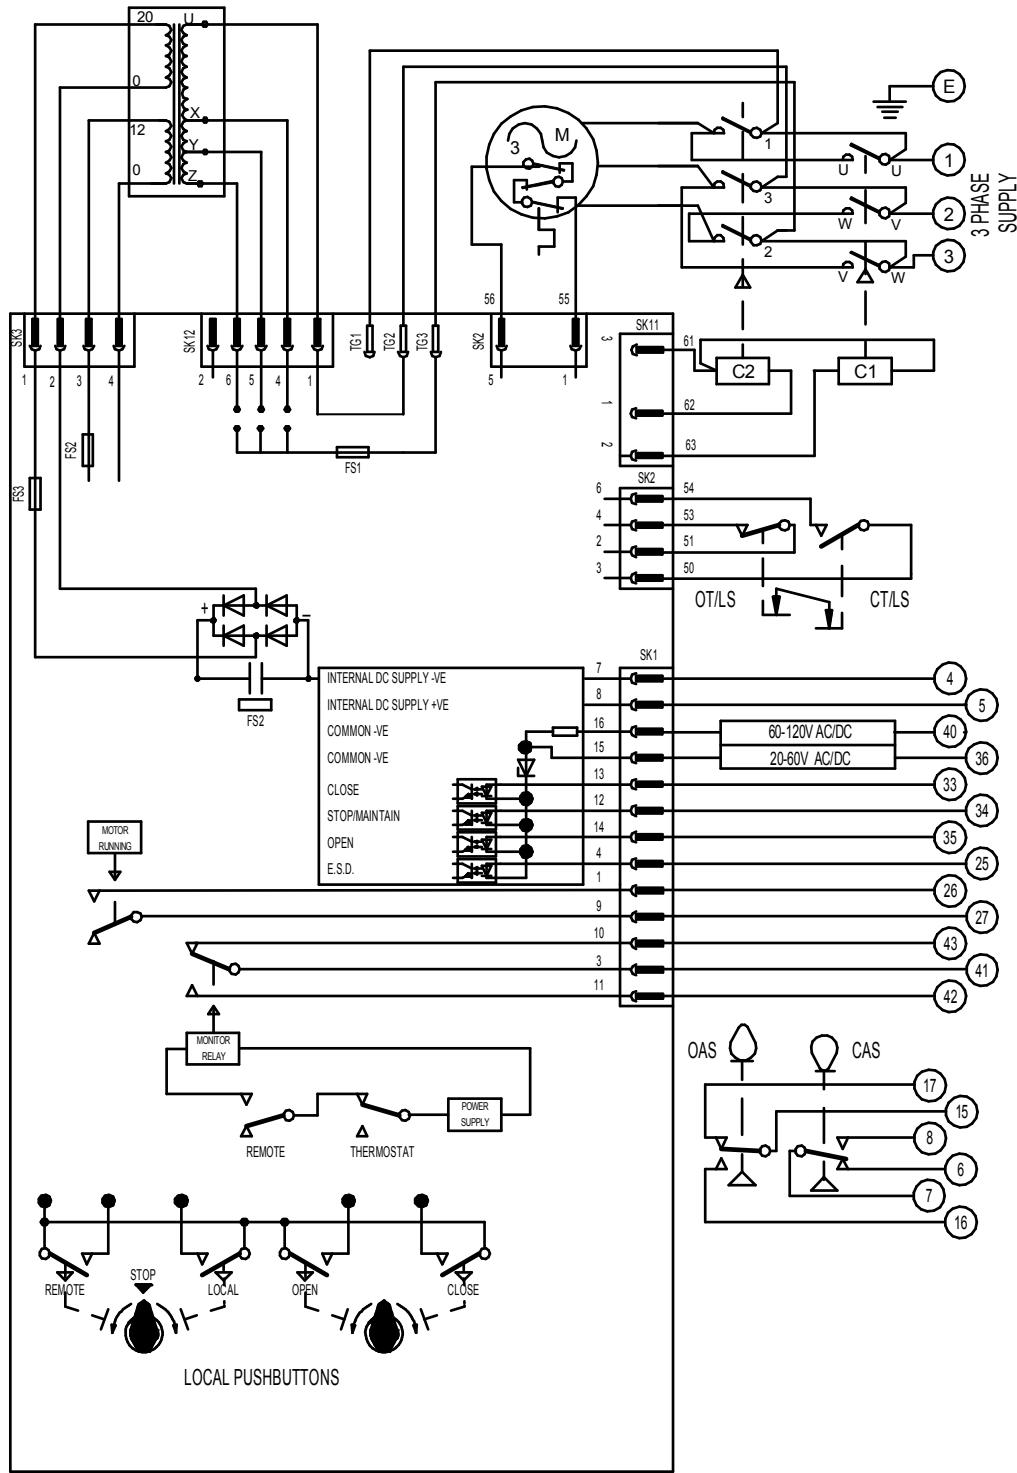 20
U
0
X
12
Y
0
Z
M
3
1
3
2
U U
W V
V W
E
1
2
3
3 PHASE
SUPPLY
56
55
SK3
SK12
TG1
TG2
TG3
SK2
SK11
1 2 3 4
2 6 5 4 1
5 1
3 61
1 62
2 63
C2
C1
FS1
FS2
FS3
SK2
6 54
4 53
2 51
3 50
OT/LS
CT/LS
+
–
FS2
SK1
INTERNAL DC SUPPLY -VE 7 4
INTERNAL DC SUPPLY +VE 8 5
COMMON -VE 16 60-120V AC/DC 40
COMMON -VE 15 20-60V AC/DC 36
CLOSE 13 33
STOP/MAINTAIN 12 34
OPEN 14 35
E.S.D. 4 25
1 26
9 27
10 43
3 41
11 42
MOTOR
RUNNING
MONITOR
RELAY
POWER
SUPPLY
REMOTE
THERMOSTAT
OAS
CAS
17
15
8
6
7
16
REMOTE
STOP
LOCAL
OPEN
CLOSE
LOCAL PUSHBUTTONS